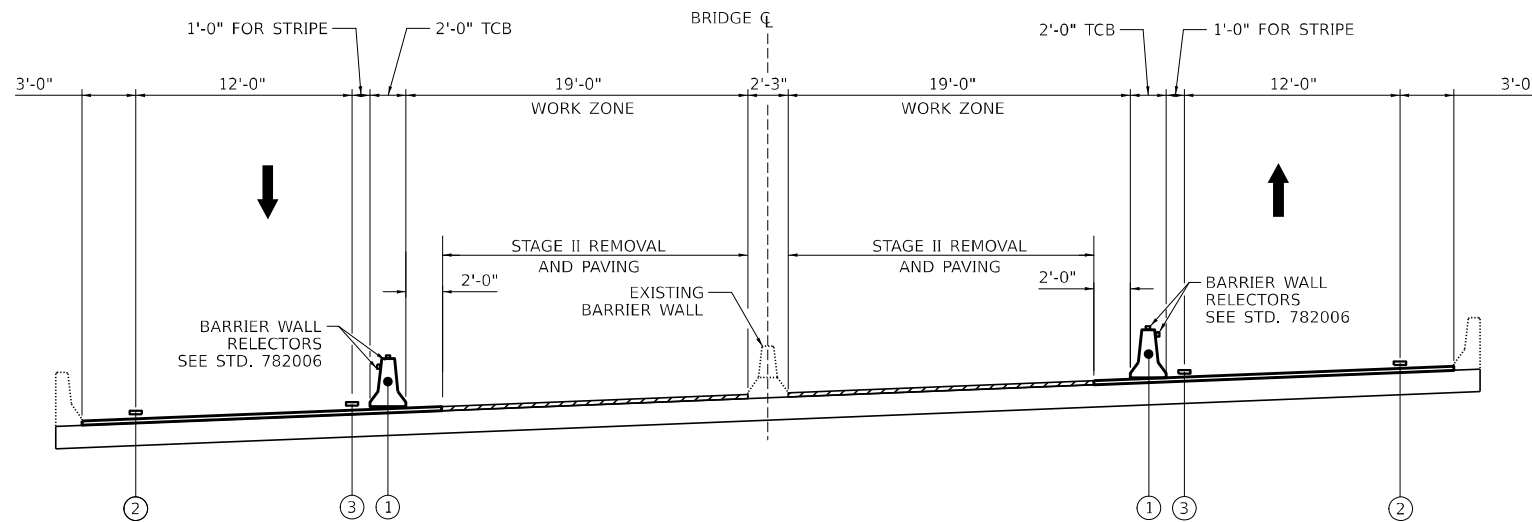 BRIDGE ℄
1'-0" FOR STRIPE
2'-0" TCB
2'-0" TCB
1'-0" FOR STRIPE
3'-0"
12'-0"
19'-0"
2'-3"
19'-0"
12'-0"
3'-0
WORK ZONE
WORK ZONE
STAGE II REMOVAL
AND PAVING
STAGE II REMOVAL
AND PAVING
2'-0"
2'-0"
EXISTING
BARRIER WALL
BARRIER WALL
RELECTORS
SEE STD. 782006
BARRIER WALL
RELECTORS
SEE STD. 782006
2
3
1
1
3
2